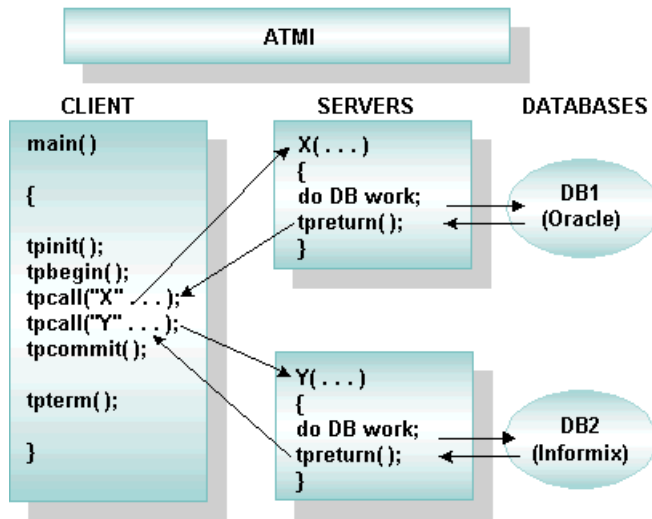 ATMI
CLIENT
main()
{
tpinit();
tpbegin();
tpcall("X" . . .);
tpcall("Y" . . .);
tpcommit();
tpterm();
}
SERVERS
X(. . .)
{
do DB work;
tpreturn();
}
Y(. . .)
{
do DB work;
tpreturn();
}
DATABASES
DB1
(Oracle)
DB2
(Informix)